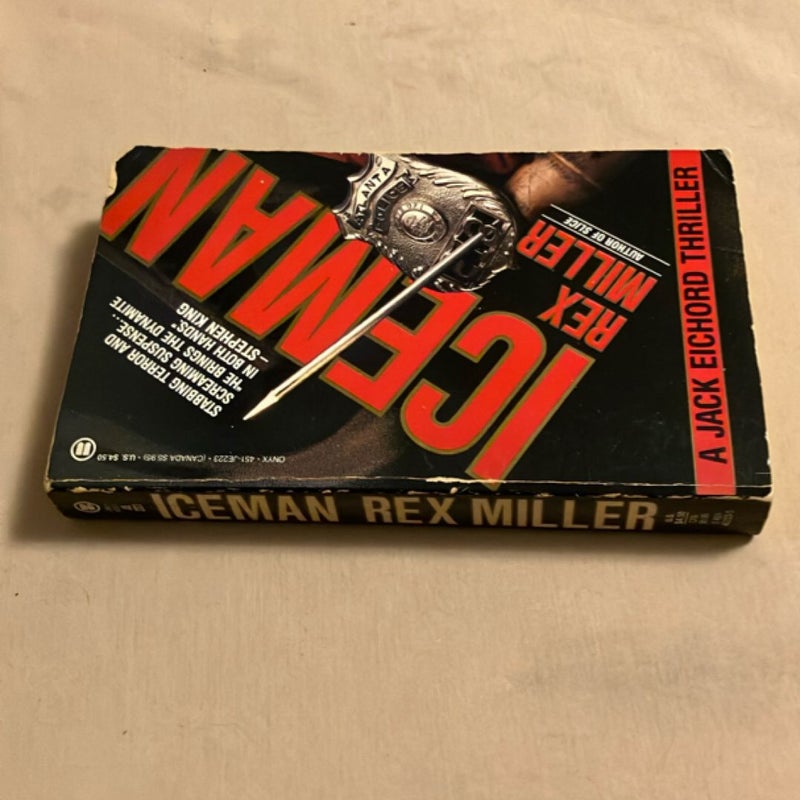 A JACK EICHORD THRILLER
REX
MILLER
AUTHOR OF SLICE
ICEMAN
ATLANTA
POLICE
STABBING TERROR AND
SCREAMING SUSPENSE...
"HE BRINGS THE DYNAMITE
IN BOTH HANDS."
—STEPHEN KING
ONYX • 451-JE223 • (CANADA $5.95) • U.S. $4.50
ICEMAN REX MILLER